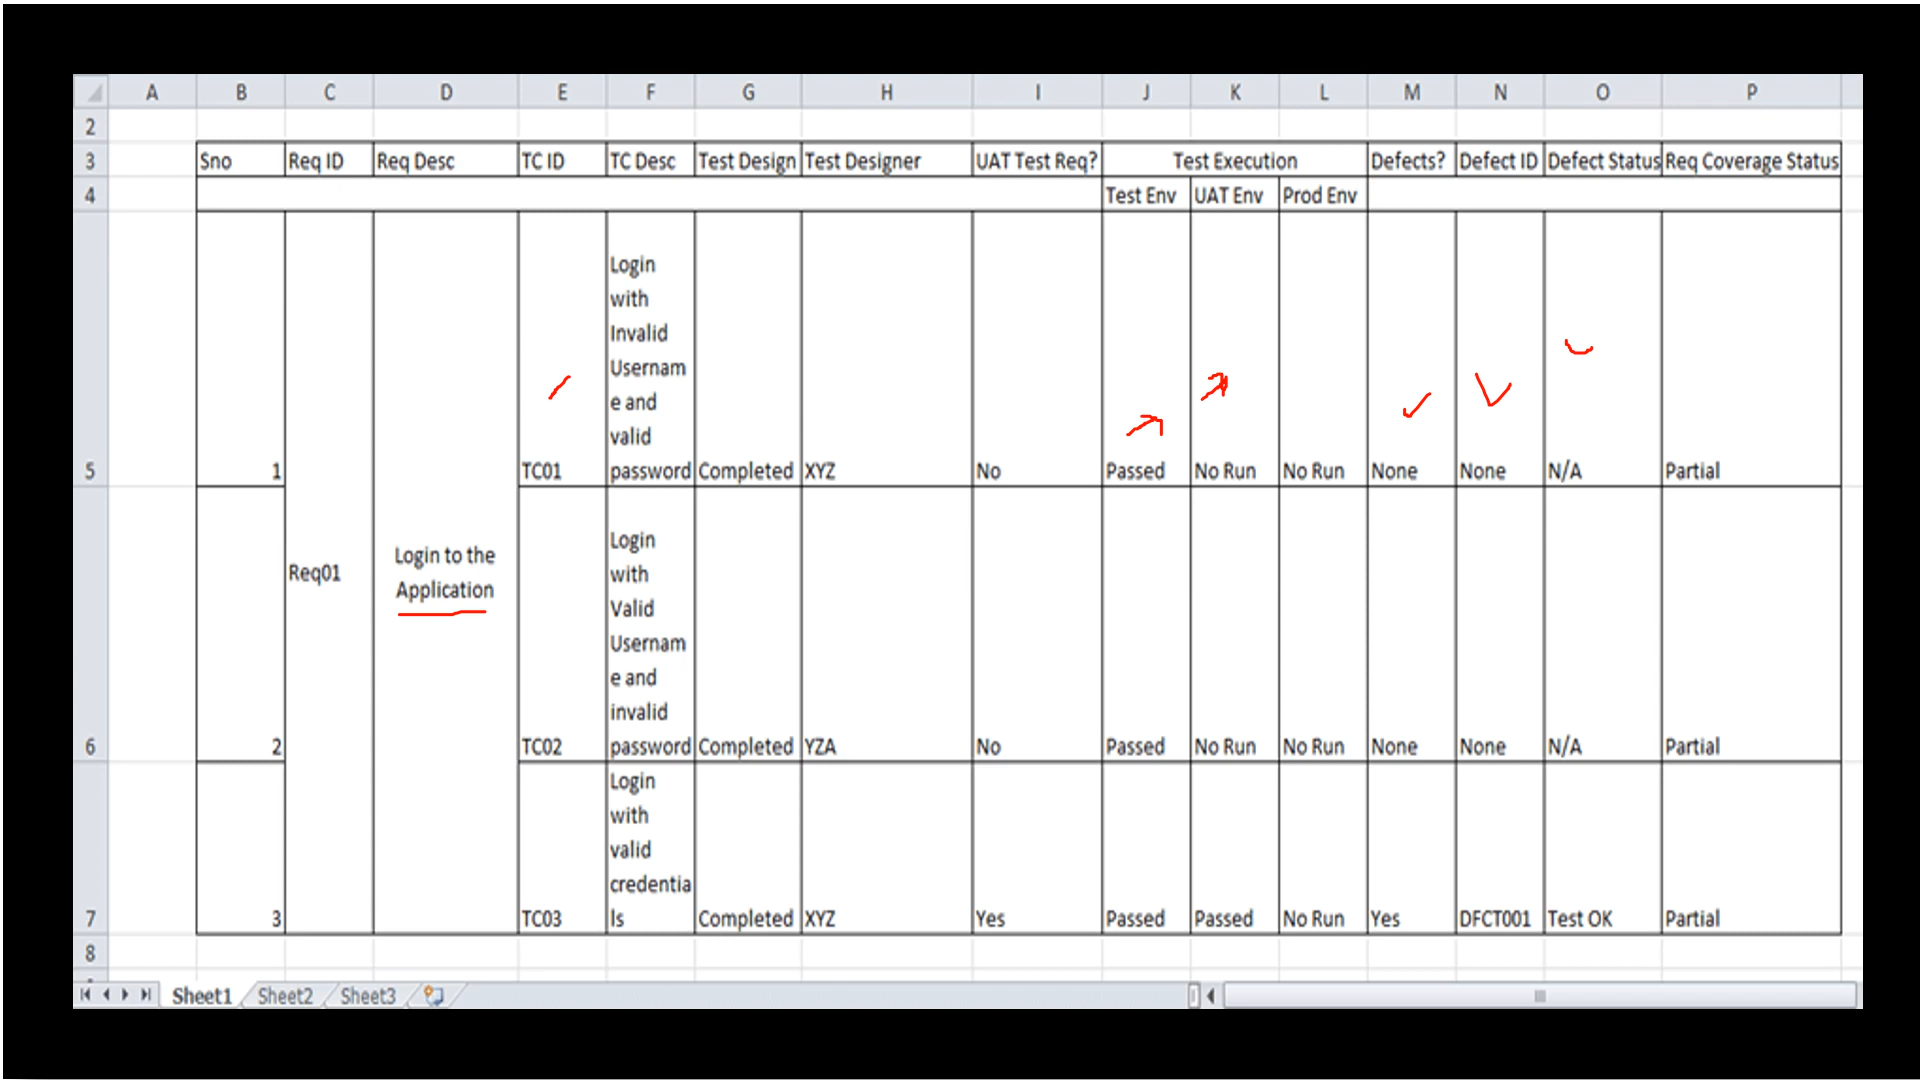 A B C D E F G H I J K L M N O P
2
3 Sno Req ID Req Desc TC ID TC Desc Test Design Test Designer UAT Test Req? Test Execution Defects? Defect ID Defect Status Req Coverage Status
4 Test Env UAT Env Prod Env
Login
with
Invalid
Usernam
e and
valid
5 1 TC01 password Completed XYZ No Passed No Run No Run None None N/A Partial
Req01
Login to the
Application
Login
with
Valid
Usernam
e and
invalid
6 2 TC02 password Completed YZA No Passed No Run No Run None None N/A Partial
Login
with
valid
credentia
7 3 TC03 ls Completed XYZ Yes Passed Passed No Run Yes DFCT001 Test OK Partial
8
Sheet1 Sheet2 Sheet3